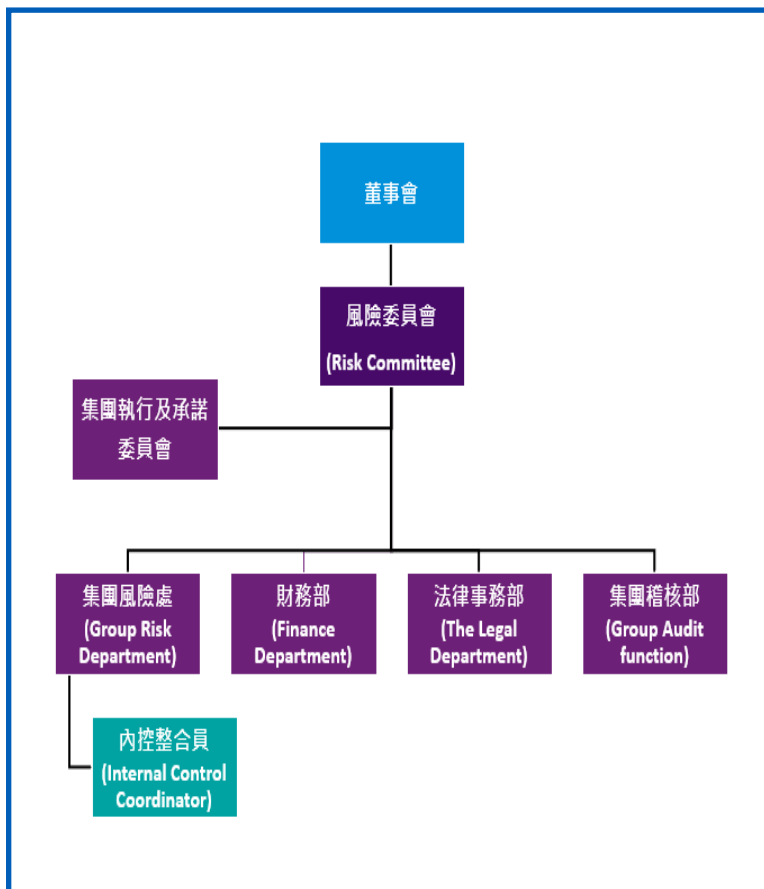 董事會
風險委員會
(Risk Committee)
集團執行及承諾
委員會
集團風險處
(Group Risk
Department)
財務部
(Finance
Department)
法律事務部
(The Legal
Department)
集團稽核部
(Group Audit
function)
內控整合員
(Internal Control
Coordinator)